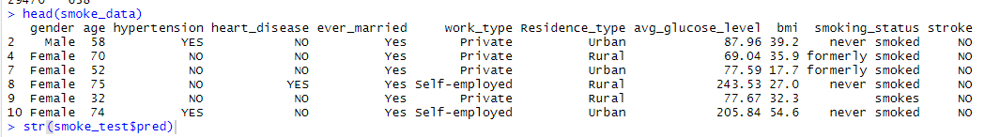 > head(smoke_data)
gender age hypertension heart_disease ever_married work_type Residence_type avg_glucose_level bmi smoking_status stroke
2 Male 58 YES NO Yes Private Urban 87.96 39.2 never smoked NO
4 Female 70 NO NO Yes Private Rural 69.04 35.9 formerly smoked NO
7 Female 52 NO NO Yes Private Urban 77.59 17.7 formerly smoked NO
8 Female 75 NO YES Yes Self-employed Rural 243.53 27.0 never smoked NO
9 Female 32 NO NO Yes Private Rural 77.67 32.3 smokes NO
10 Female 74 YES NO Yes Self-employed Urban 205.84 54.6 never smoked NO
> str(smoke_test$pred)